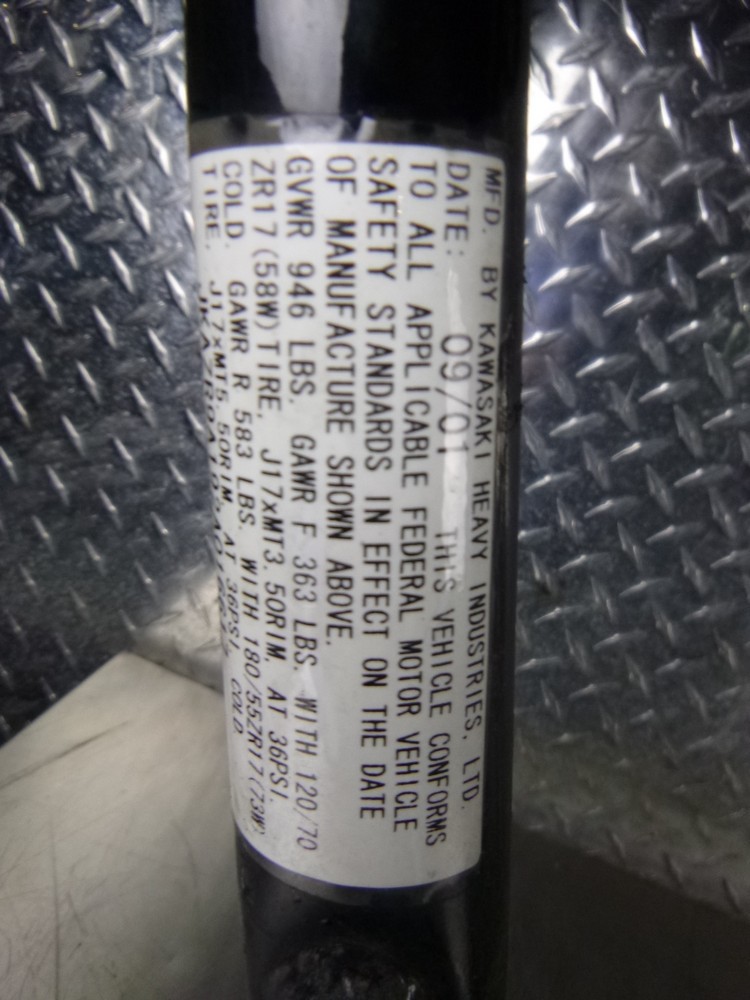 MFD. BY KAWASAKI HEAVY INDUSTRIES, LTD.
DATE: 09/01 THIS VEHICLE CONFORMS
TO ALL APPLICABLE FEDERAL MOTOR VEHICLE
SAFETY STANDARDS IN EFFECT ON THE DATE
OF MANUFACTURE SHOWN ABOVE.
GVWR 946 LBS. GAWR F 363 LBS. WITH 120/70
ZR17(58W)TIRE, J17xMT3.50RIM, AT 36PSI.
COLD. GAWR R 583 LBS. WITH 180/55ZR17(73W)
TIRE, J17xMT5.50RIM, AT 36PSI. COLD.